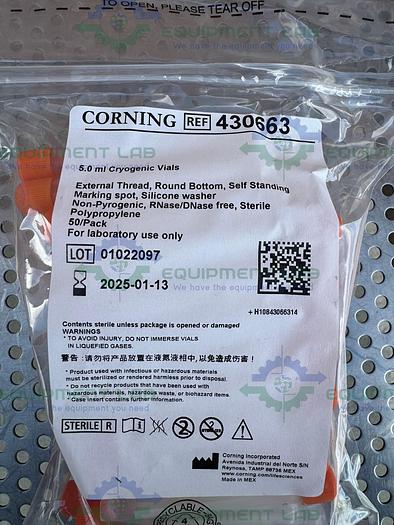 TO OPEN, PLEASE TEAR OFF
CORNING REF 430663
5.0 ml Cryogenic Vials
External Thread, Round Bottom, Self Standing
Marking spot, Silicone washer
Non-Pyrogenic, RNase/DNase free, Sterile
Polypropylene
50/Pack
For laboratory use only
LOT 01022097
2025-01-13
+H10843066314
Contents sterile unless package is opened or damaged
WARNINGS
* TO AVOID INJURY, DO NOT IMMERSE VIALS
IN LIQUEFIED GASES.
警告:请勿将产品放置在液氮液相中,以免造成伤害!
* Product used with infectious or hazardous materials
must be sterilized or rendered harmless prior to disposal.
* Do not recycle products that have been used with
hazardous materials, hazardous waste, or biohazard items.
* Case insert contains further information.
STERILE R
2
Corning Incorporated
Avenida Industrial del Norte S/N
Reynosa, TAMP 88736 MEX
www.corning.com/lifesciences
Made in MEX
EQUIPMENT LAB
We have the equipment you need